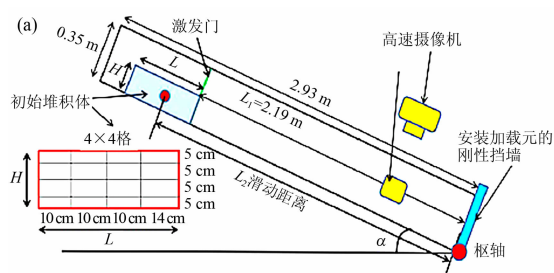 (a)
0.35 m
激发门
高速摄像机
H
L
2.93 m
L₁=2.19 m
初始堆积体
4×4格
安装加载元的
刚性挡墙
H
5 cm
5 cm
5 cm
5 cm
10 cm 10 cm 10 cm 14 cm
L
L₂滑动距离
α
枢轴